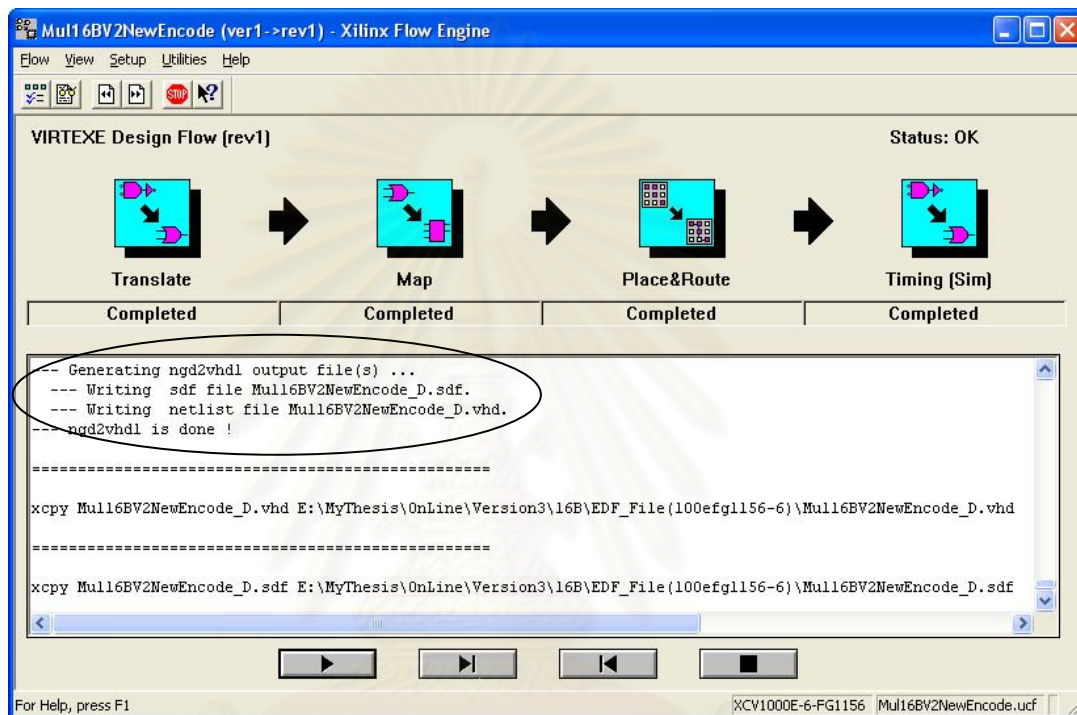 Mul16BV2NewEncode (ver1->rev1) - Xilinx Flow Engine
Flow View Setup Utilities Help
STOP
VIRTEXE Design Flow (rev1) Status: OK
Translate Map Place&Route Timing (Sim)
Completed Completed Completed Completed
--- Generating ngd2vhdl output file(s) ...
--- Writing sdf file Mul16BV2NewEncode_D.sdf.
--- Writing netlist file Mul16BV2NewEncode_D.vhd.
--- ngd2vhdl is done !
==================================================
xcpy Mul16BV2NewEncode_D.vhd E:\MyThesis\OnLine\Version3\16B\EDF_File(100efg1156-6)\Mul16BV2NewEncode_D.vhd
==================================================
xcpy Mul16BV2NewEncode_D.sdf E:\MyThesis\OnLine\Version3\16B\EDF_File(100efg1156-6)\Mul16BV2NewEncode_D.sdf
For Help, press F1 XCV1000E-6-FG1156 Mul16BV2NewEncode.ucf